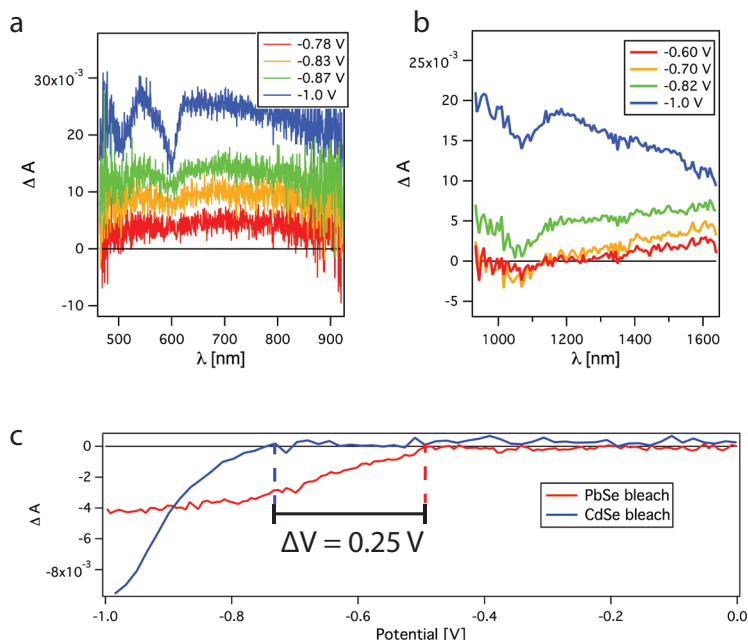 a
-0.78 V
-0.83 V
-0.87 V
-1.0 V
30x10⁻³
20
10
0
-10
Δ A
500
600
700
800
900
λ [nm]
b
-0.60 V
-0.70 V
-0.82 V
-1.0 V
25x10⁻³
20
15
10
5
0
-5
Δ A
1000
1200
1400
1600
λ [nm]
c
0
-2
-4
-6
-8x10⁻³
Δ A
PbSe bleach
CdSe bleach
ΔV = 0.25 V
-1.0
-0.8
-0.6
-0.4
-0.2
0.0
Potential [V]